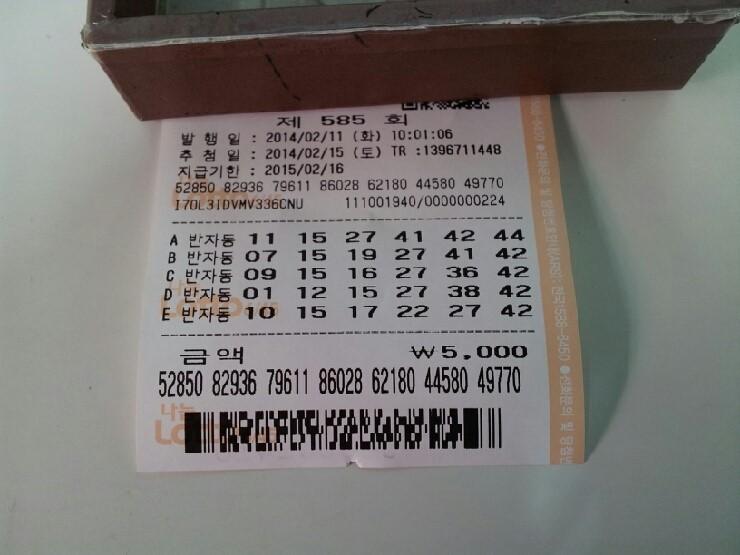 제 585 회
발 행 일 : 2014/02/11 (화) 10:01:06
추 첨 일 : 2014/02/15 (토) TR :1396711448
지급기한 : 2015/02/16
52850 82936 79611 86028 62180 44580 49770
I70L3IDVMV336CNU 111001940/0000000224
A 반자동 11 15 27 41 42 44
B 반자동 07 15 19 27 41 42
C 반자동 09 15 16 27 36 42
D 반자동 01 12 15 27 38 42
E 반자동 10 15 17 22 27 42
금액 ₩5,000
52850 82936 79611 86028 62180 44580 49770
나눔
Lotto 6/45